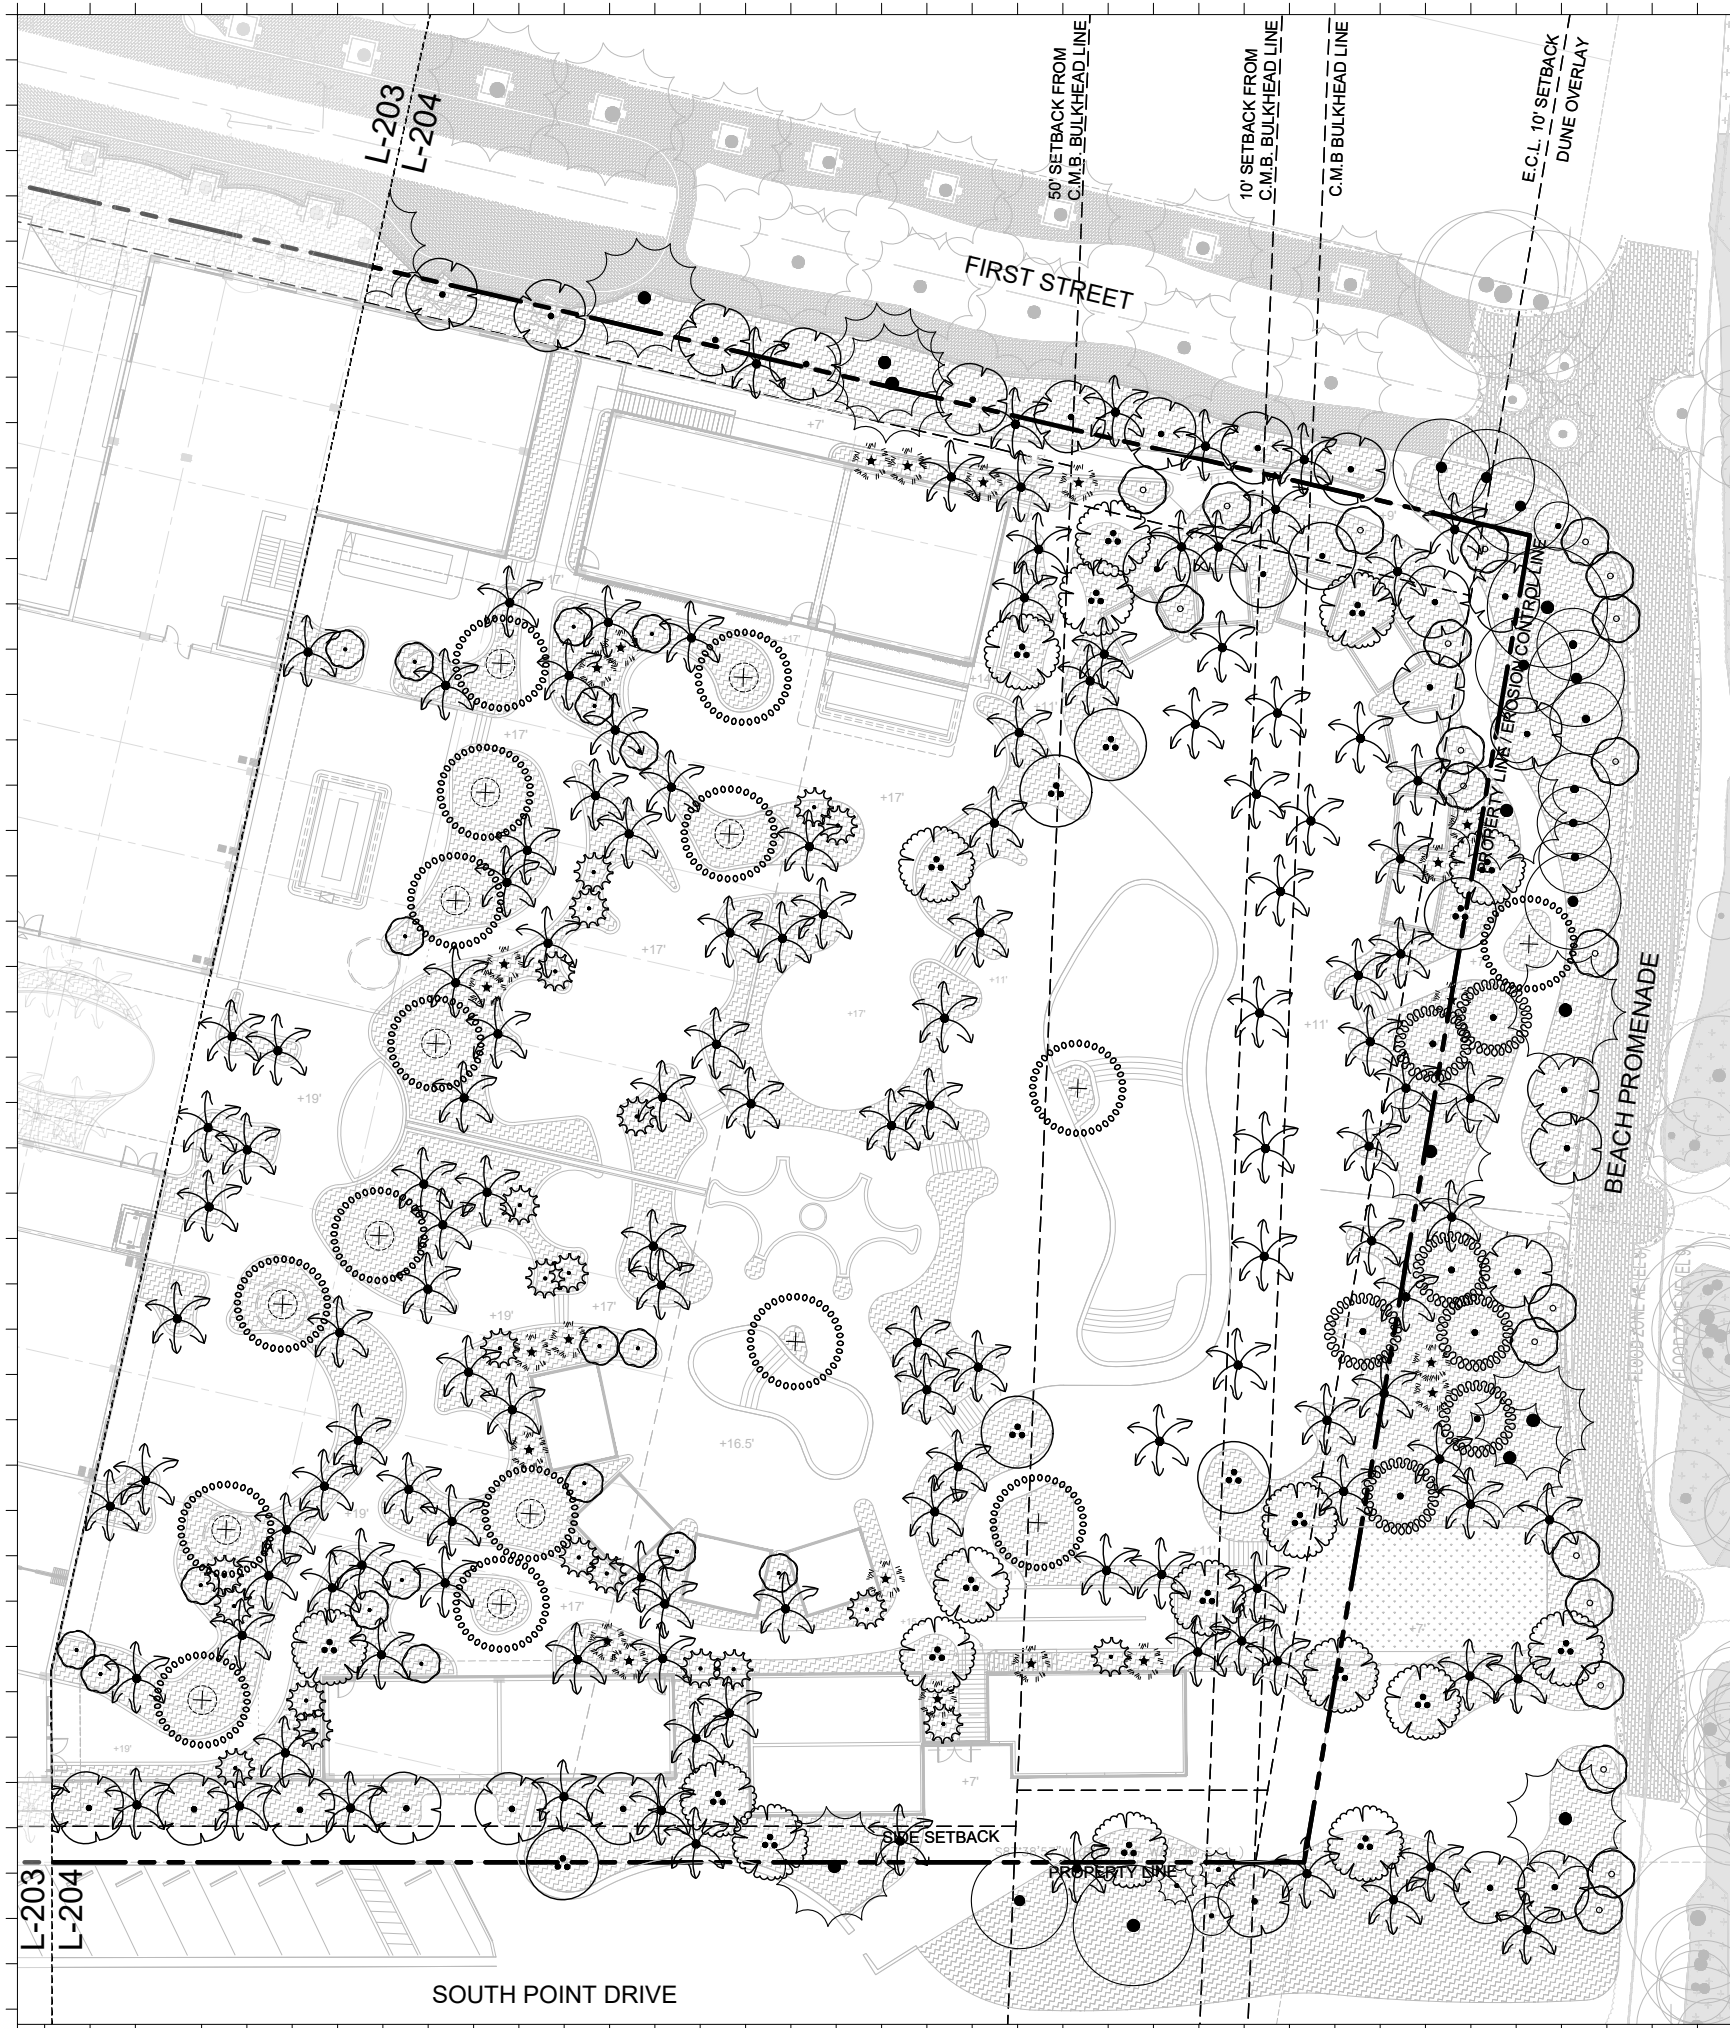 L-203
L-204
50' SETBACK FROM
C.M.B. BULKHEAD LINE
10' SETBACK FROM
C.M.B. BULKHEAD LINE
C.M.B BULKHEAD LINE
E.C.L. 10' SETBACK
DUNE OVERLAY
FIRST STREET
+7'
+17'
+17'
+17'
+17'
+17'
+11'
+17'
+11'
+19'
PROPERTY LINE / EROSION CONTROL LINE
BEACH PROMENADE
+19'
+17'
+16.5'
+19'
+11'
+17'
+7'
+19'
+7'
SIDE SETBACK
PROPERTY LINE
L-203
L-204
SOUTH POINT DRIVE